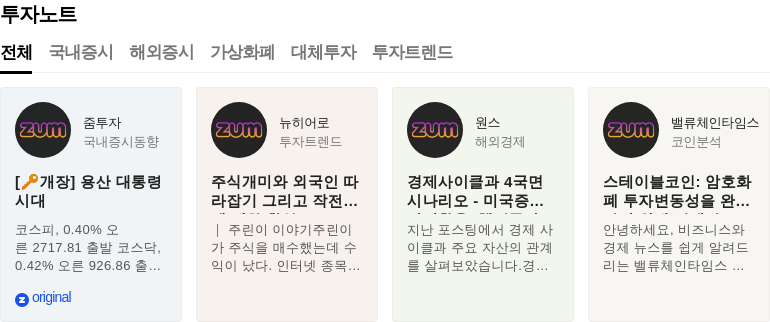 투자노트
전체 국내증시 해외증시 가상화폐 대체투자 투자트렌드
zum
줌투자
국내증시동향
[🔑개장] 용산 대통령
시대
코스피, 0.40% 오
른 2717.81 출발 코스닥,
0.42% 오른 926.86 출...
original
zum
뉴히어로
투자트렌드
주식개미와 외국인 따
라잡기 그리고 작전...
│ 주린이 이야기주린이
가 주식을 매수했는데 수
익이 났다. 인터넷 종목...
zum
원스
해외경제
경제사이클과 4국면
시나리오 - 미국증...
지난 포스팅에서 경제 사
이클과 주요 자산의 관계
를 살펴보았습니다.경...
zum
밸류체인타임스
코인분석
스테이블코인: 암호화
폐 투자변동성을 완...
안녕하세요, 비즈니스와
경제 뉴스를 쉽게 알려드
리는 밸류체인타임스 ...